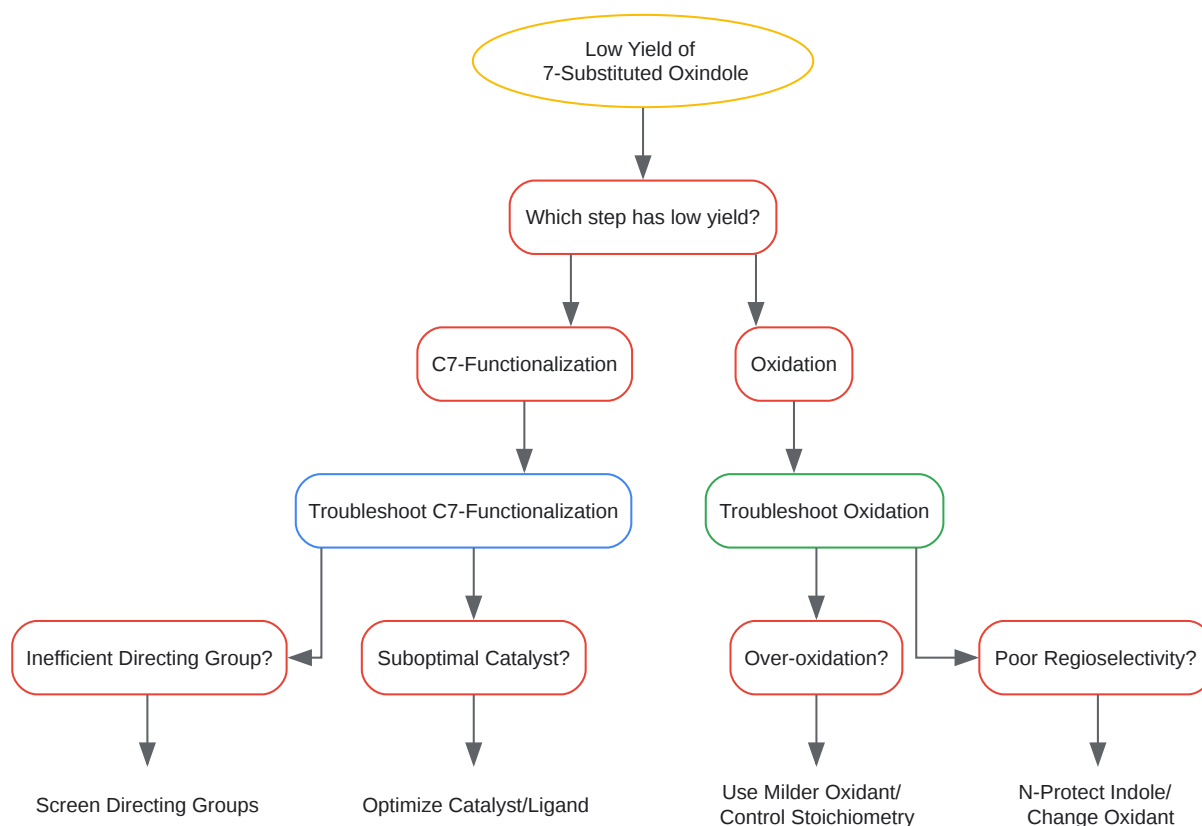 Low Yield of
7-Substituted Oxindole
Which step has low yield?
C7-Functionalization
Oxidation
Troubleshoot C7-Functionalization
Troubleshoot Oxidation
Inefficient Directing Group?
Suboptimal Catalyst?
Over-oxidation?
Poor Regioselectivity?
Screen Directing Groups
Optimize Catalyst/Ligand
Use Milder Oxidant/
Control Stoichiometry
N-Protect Indole/
Change Oxidant